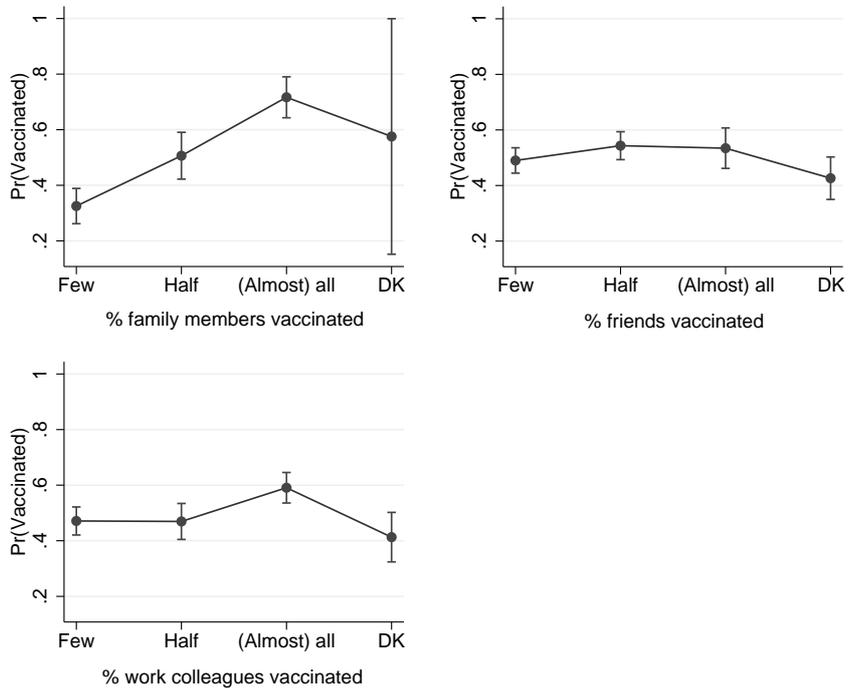 Pr(Vaccinated)
1
.8
.6
.4
.2
Few Half (Almost) all DK
% family members vaccinated
Pr(Vaccinated)
1
.8
.6
.4
.2
Few Half (Almost) all DK
% friends vaccinated
Pr(Vaccinated)
1
.8
.6
.4
.2
Few Half (Almost) all DK
% work colleagues vaccinated